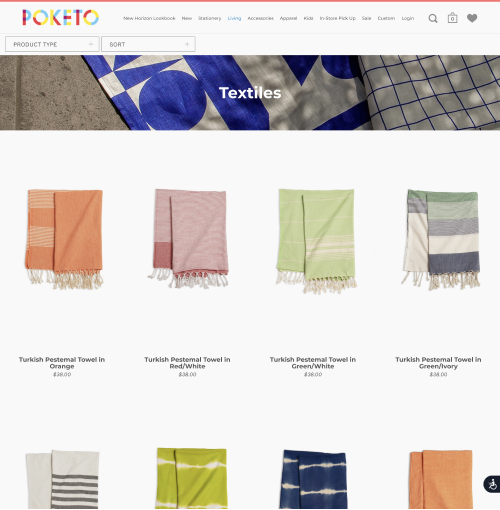 POKETO
New Horizon Lookbook New Stationery Living Accessories Apparel Kids In-Store Pick Up Sale Custom Login
0
PRODUCT TYPE +
SORT +
Textiles
Turkish Pestemal Towel in
Orange
$38.00
Turkish Pestemal Towel in
Red/White
$38.00
Turkish Pestemal Towel in
Green/White
$38.00
Turkish Pestemal Towel in
Green/Ivory
$38.00